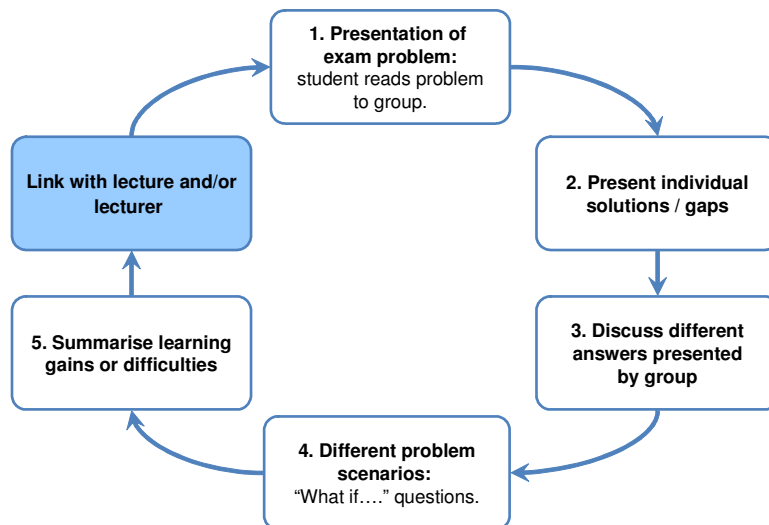 1. Presentation of
exam problem:
student reads problem
to group.
2. Present individual
solutions / gaps
3. Discuss different
answers presented
by group
4. Different problem
scenarios:
“What if….” questions.
5. Summarise learning
gains or difficulties
Link with lecture and/or
lecturer